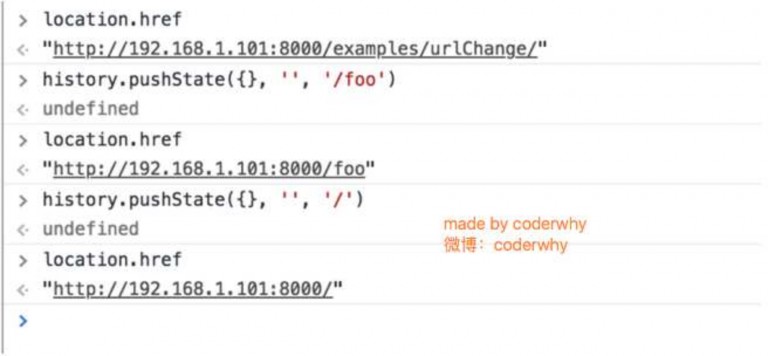 > location.href
<· "http://192.168.1.101:8000/examples/urlChange/"
> history.pushState({}, '', '/foo')
<· undefined
> location.href
<· "http://192.168.1.101:8000/foo"
> history.pushState({}, '', '/')
<· undefined
made by coderwhy
微博：coderwhy
> location.href
<· "http://192.168.1.101:8000/"
>